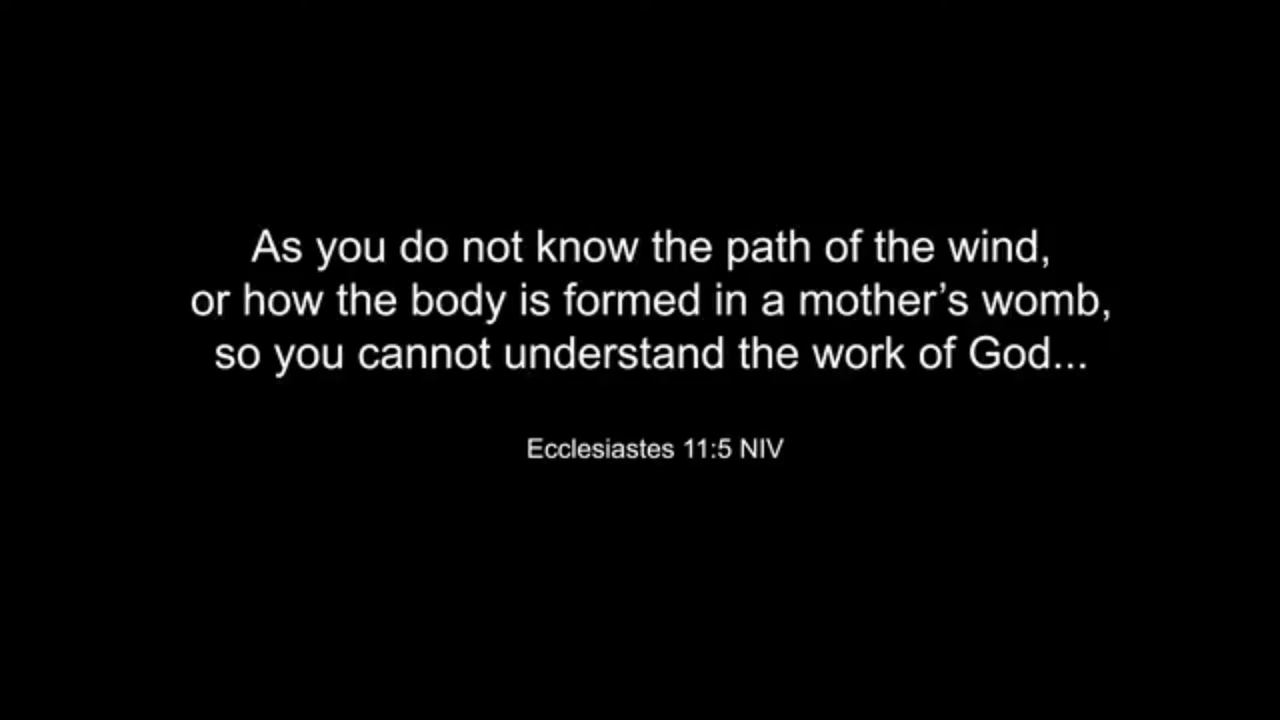 As you do not know the path of the wind,
or how the body is formed in a mother’s womb,
so you cannot understand the work of God...
Ecclesiastes 11:5 NIV